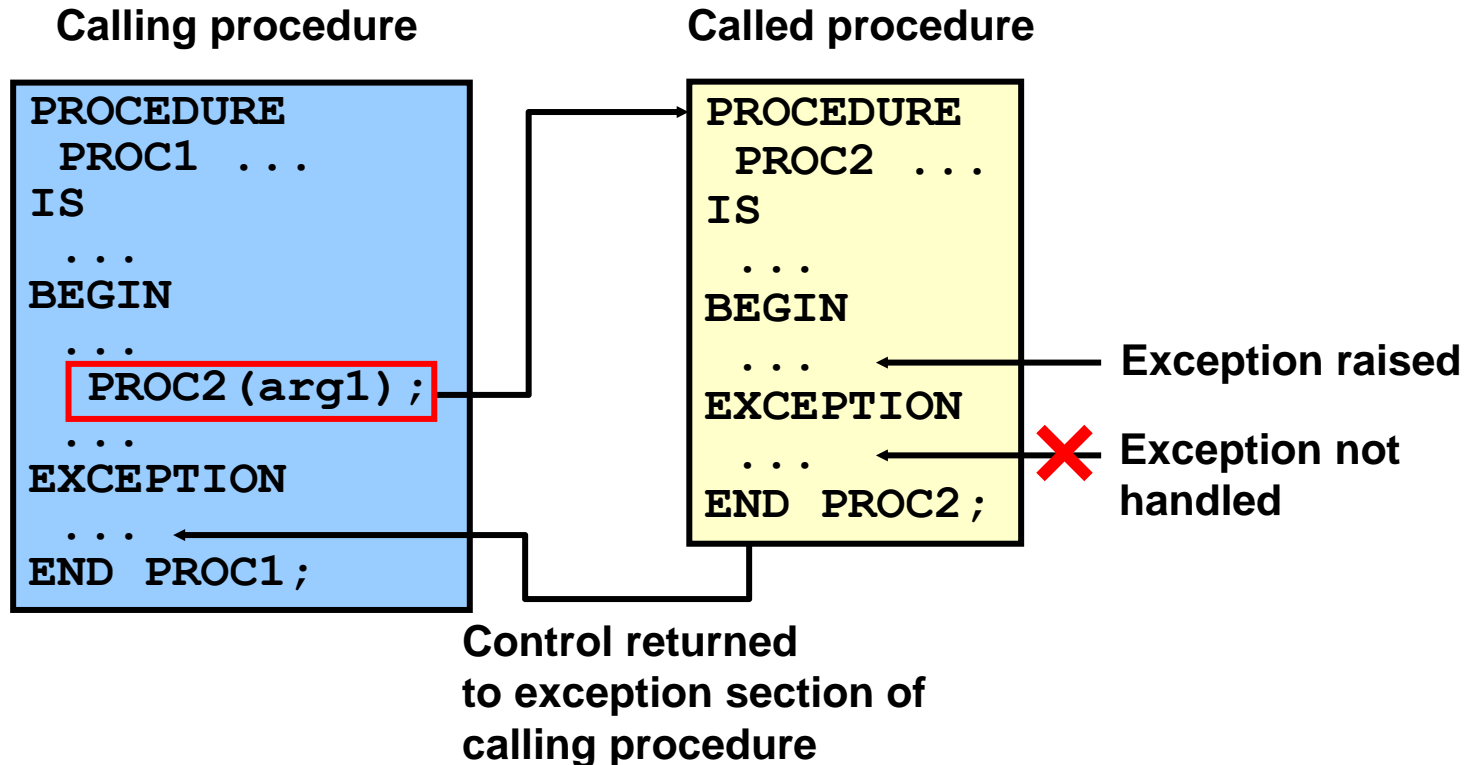 Calling procedure
PROCEDURE
PROC1 ...
IS
...
BEGIN
...
PROC2(arg1);
...
EXCEPTION
...
END PROC1;
Called procedure
PROCEDURE
PROC2 ...
IS
...
BEGIN
...
EXCEPTION
...
END PROC2;
Exception raised
Exception not
handled
Control returned
to exception section of
calling procedure